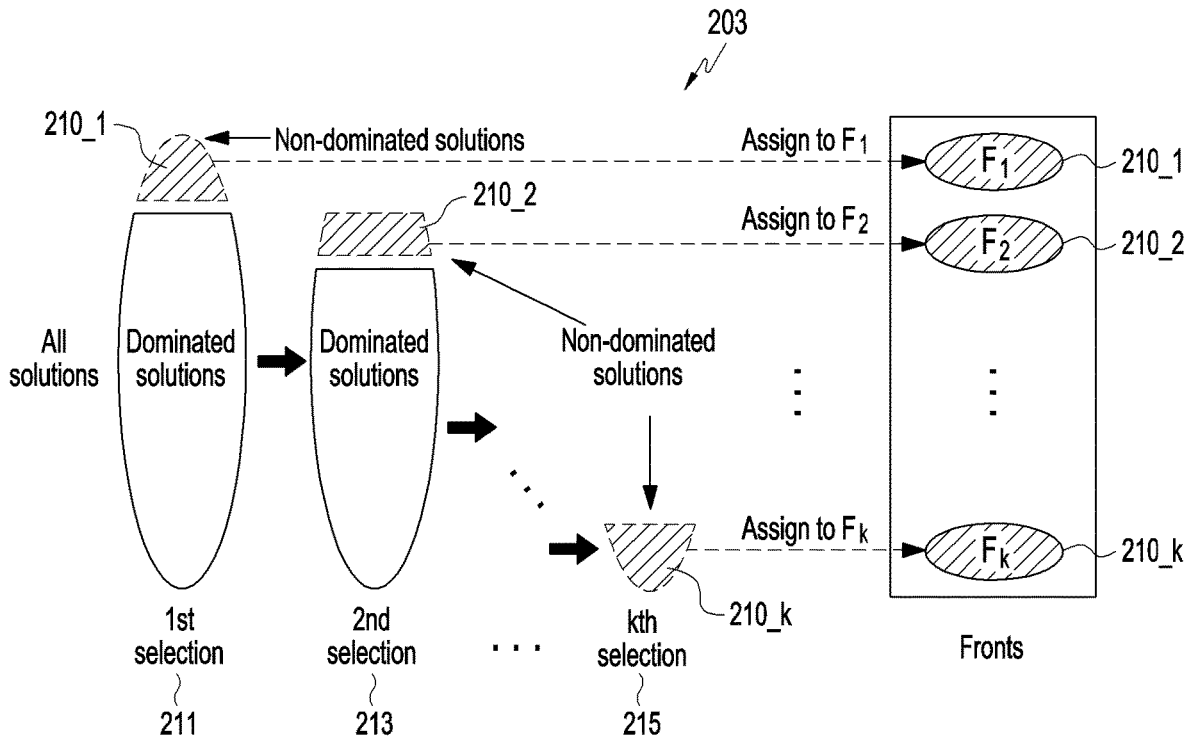 203
210_1
Non-dominated solutions
Assign to F1
F1
210_1
210_2
Assign to F2
F2
210_2
All
solutions
Dominated
solutions
Dominated
solutions
Non-dominated
solutions
Assign to Fk
Fk
210_k
210_k
1st
selection
211
2nd
selection
213
. . .
kth
selection
215
Fronts